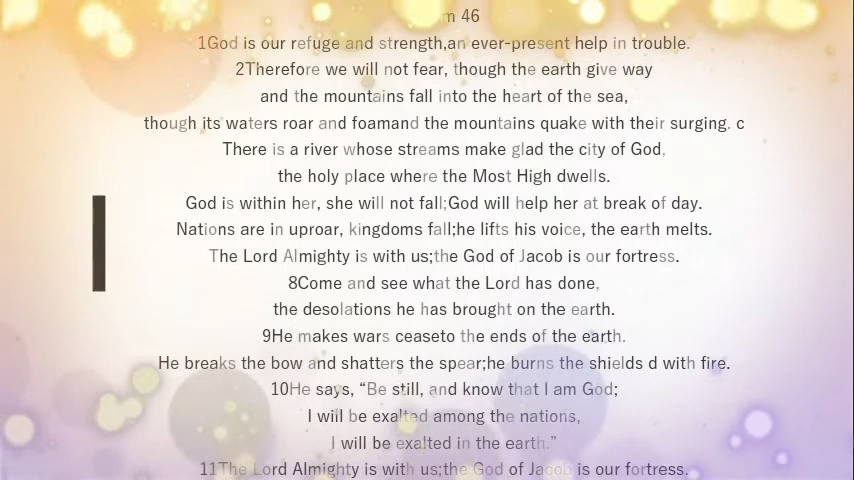 m 46
1God is our refuge and strength,an ever-present help in trouble.
2Therefore we will not fear, though the earth give way
and the mountains fall into the heart of the sea,
though its waters roar and foamand the mountains quake with their surging. c
There is a river whose streams make glad the city of God,
the holy place where the Most High dwells.
God is within her, she will not fall;God will help her at break of day.
Nations are in uproar, kingdoms fall;he lifts his voice, the earth melts.
The Lord Almighty is with us;the God of Jacob is our fortress.
8Come and see what the Lord has done,
the desolations he has brought on the earth.
9He makes wars ceaseto the ends of the earth.
He breaks the bow and shatters the spear;he burns the shields d with fire.
10He says, “Be still, and know that I am God;
I will be exalted among the nations,
I will be exalted in the earth.”
11The Lord Almighty is with us;the God of Jacob is our fortress.